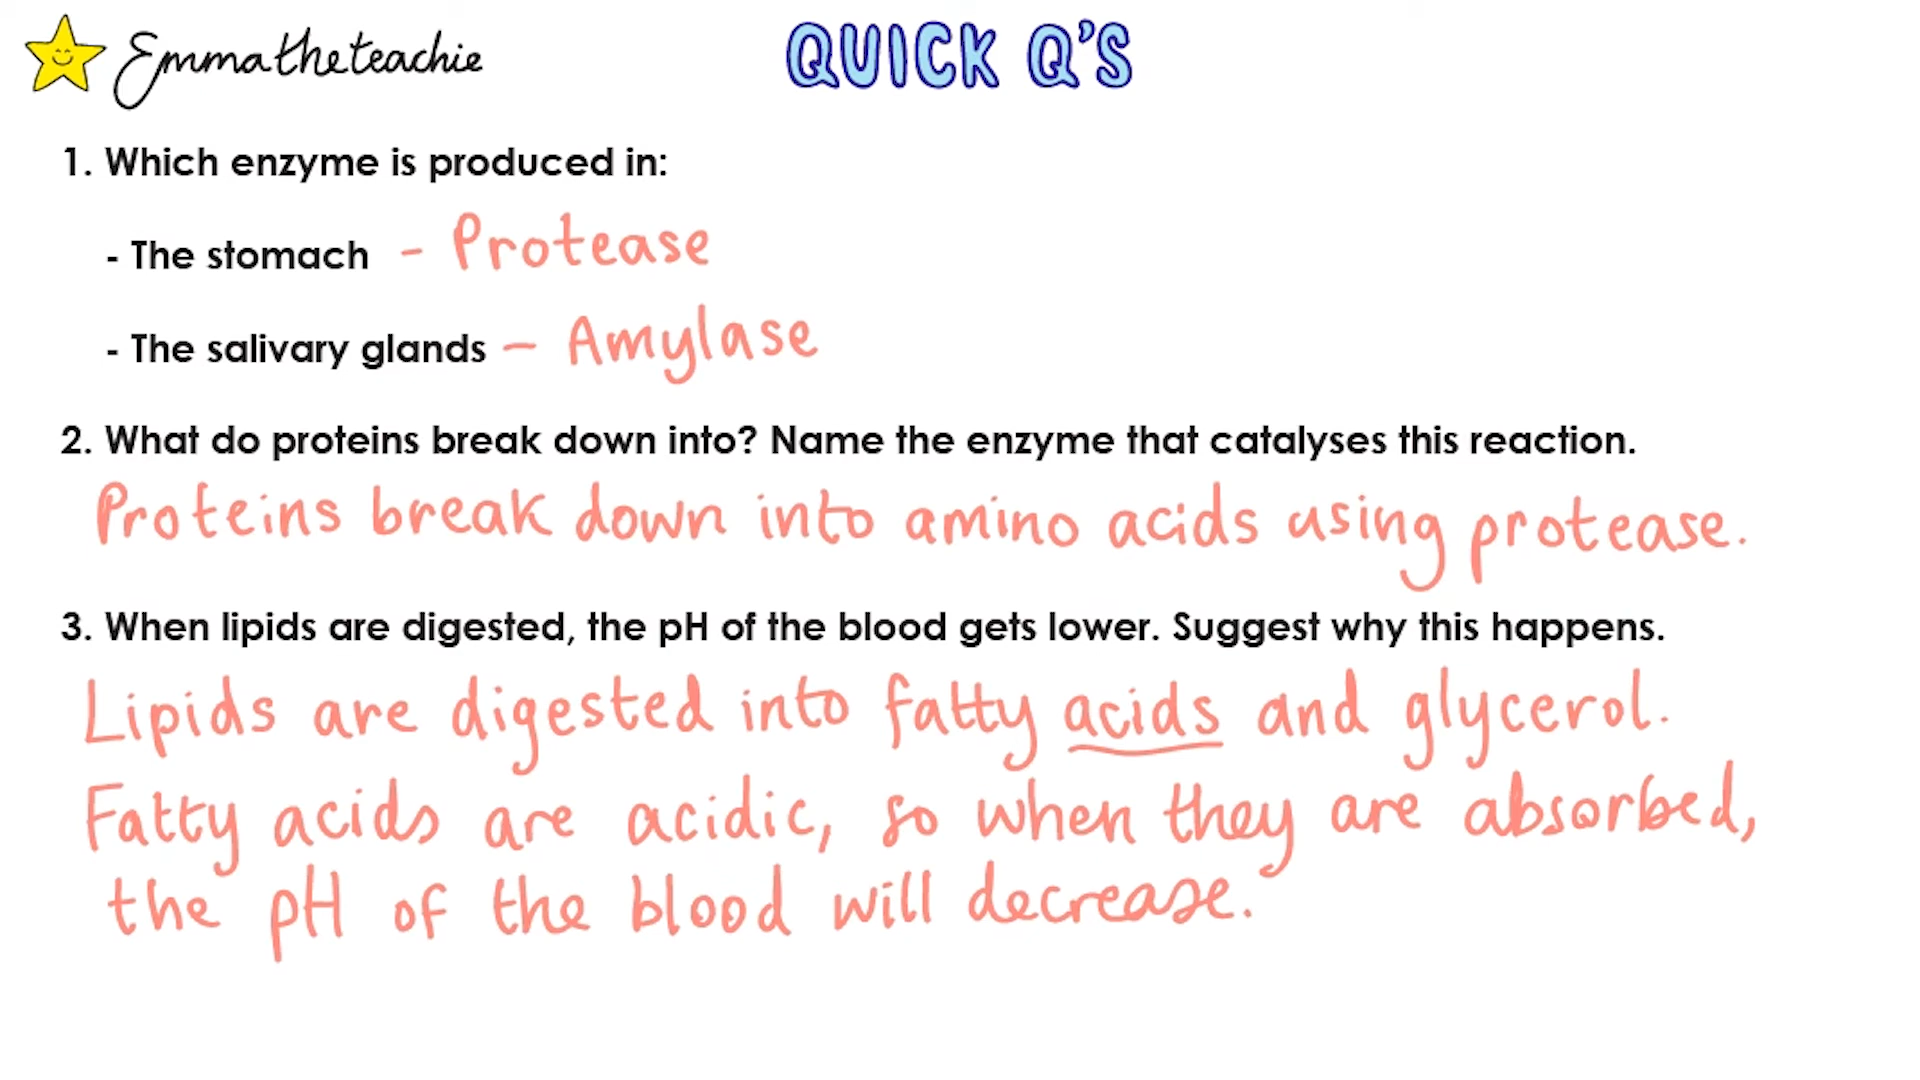 Emmatheteachie
QUICK Q'S
1. Which enzyme is produced in:
- The stomach - Protease
- The salivary glands - Amylase
2. What do proteins break down into? Name the enzyme that catalyses this reaction.
Proteins break down into amino acids using protease.
3. When lipids are digested, the pH of the blood gets lower. Suggest why this happens.
Lipids are digested into fatty acids and glycerol.
Fatty acids are acidic, so when they are absorbed,
the pH of the blood will decrease.